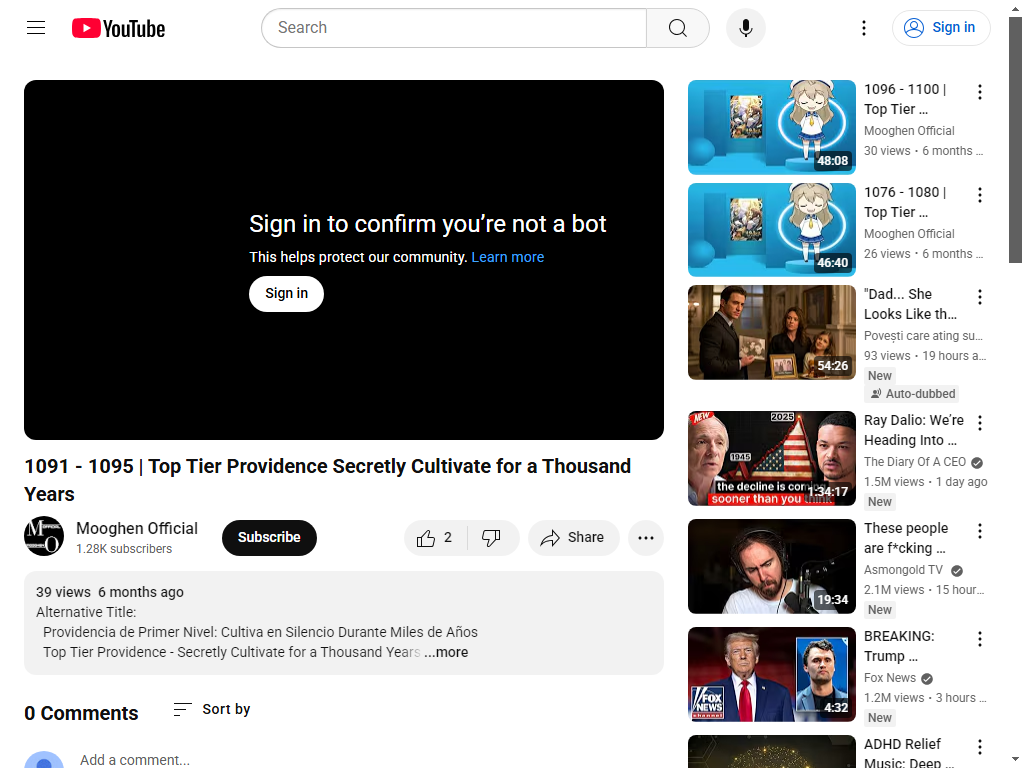 YouTube
Search
Sign in
Sign in to confirm you’re not a bot
This helps protect our community. Learn more
Sign in
1091 - 1095 | Top Tier Providence Secretly Cultivate for a Thousand
Years
Mooghen Official
1.28K subscribers
Subscribe
2
Share
39 views  6 months ago
Alternative Title:
Providencia de Primer Nivel: Cultiva en Silencio Durante Miles de Años
Top Tier Providence - Secretly Cultivate for a Thousand Years ...more
0 Comments
Sort by
Add a comment...
48:08
1096 - 1100 |
Top Tier ...
Mooghen Official
30 views • 6 months ...
46:40
1076 - 1080 |
Top Tier ...
Mooghen Official
26 views • 6 months ...
54:26
"Dad... She
Looks Like th...
Povești care ating su...
93 views • 19 hours a...
New
Auto-dubbed
NEW
2025
1945
the decline is
sooner than you
1:34:17
Ray Dalio: We’re
Heading Into ...
The Diary Of A CEO
1.5M views • 1 day ago
New
19:34
These people
are f*cking ...
Asmongold TV
2.1M views • 15 hour...
New
FOX
NEWS
channel
4:32
BREAKING:
Trump ...
Fox News
1.2M views • 3 hours ...
New
ADHD Relief
Music: Deep ...